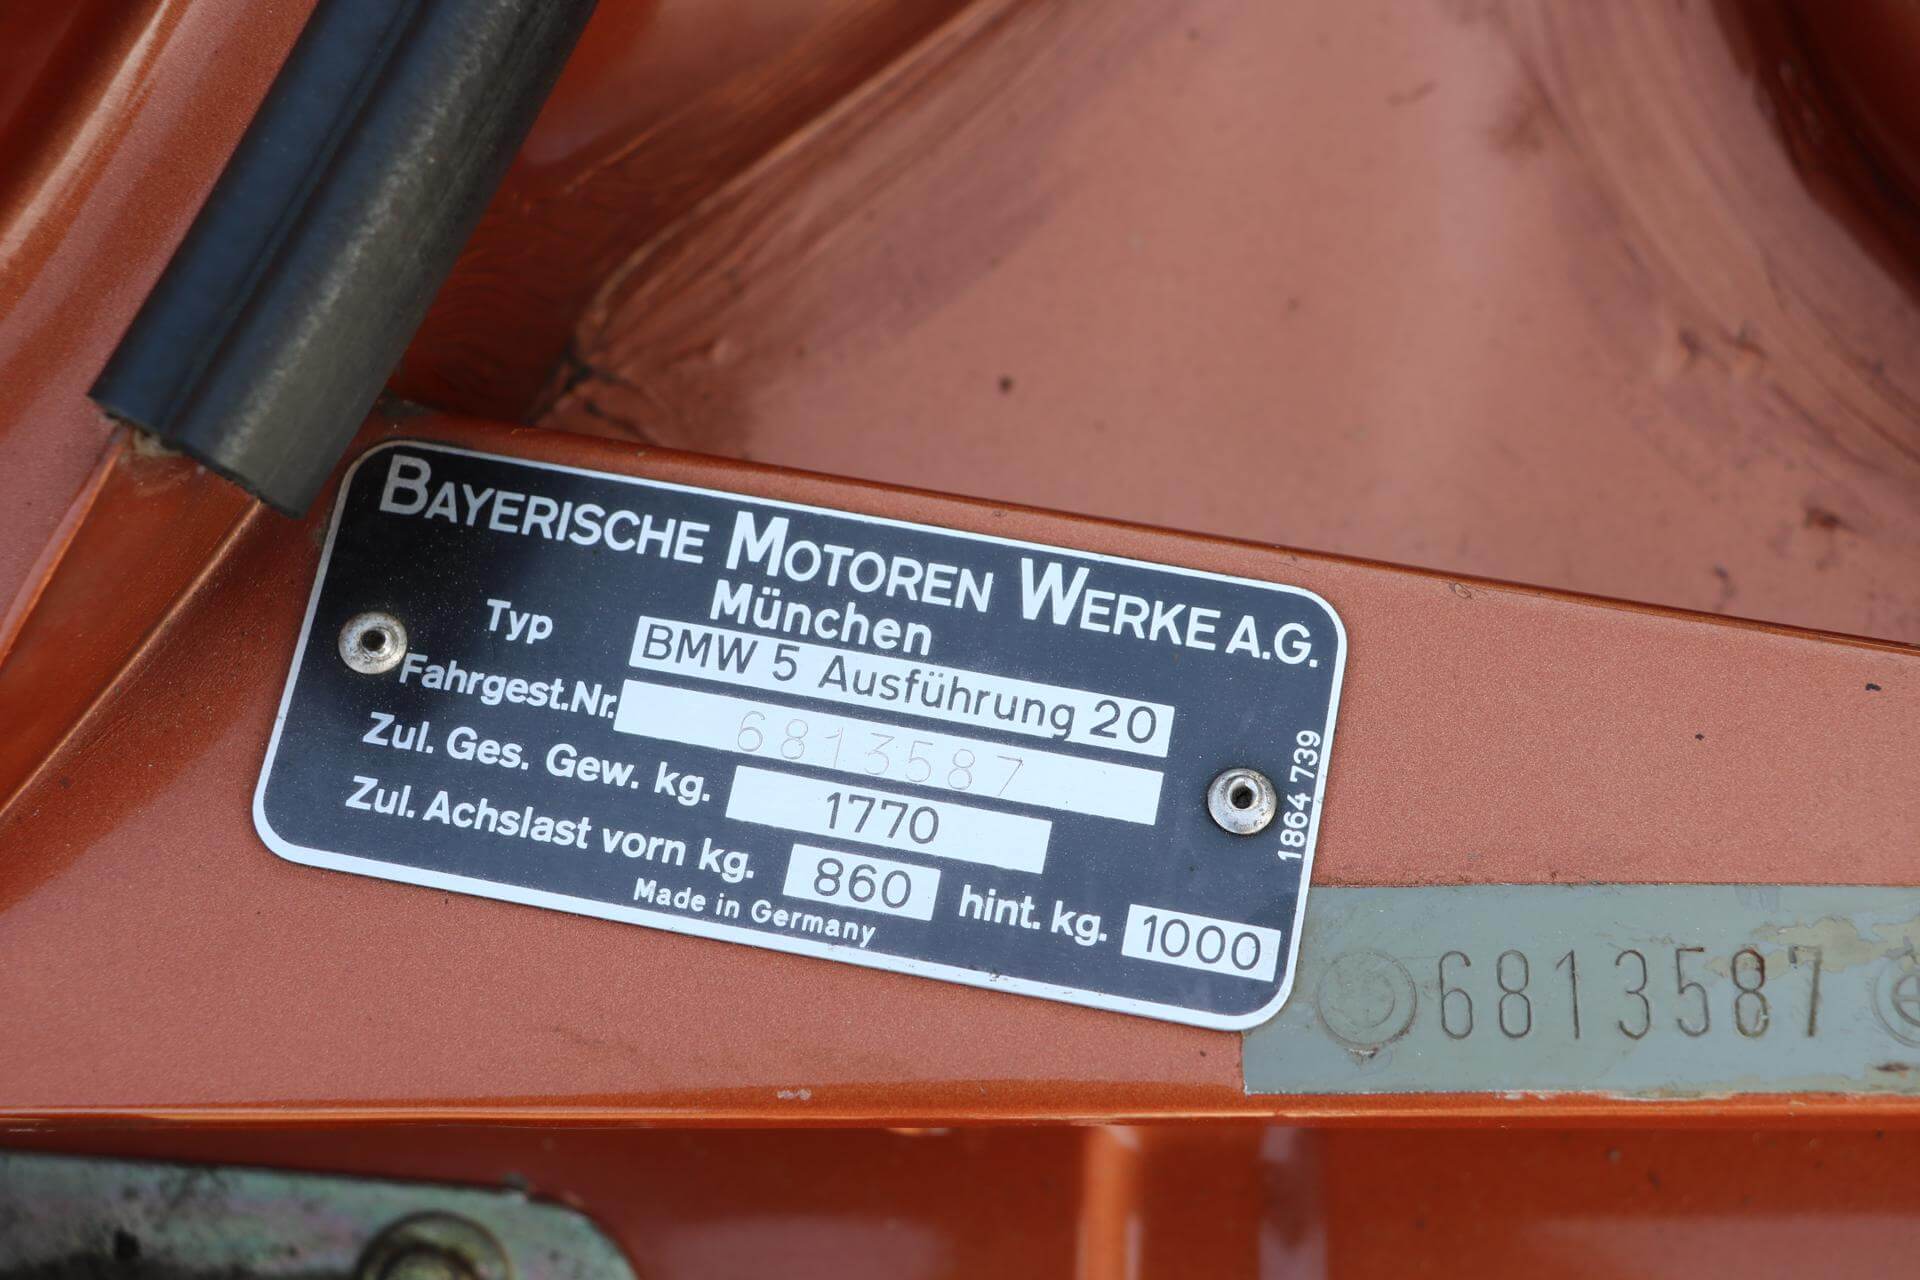 BAYERISCHE MOTOREN WERKE A.G.
München
Typ BMW 5 Ausführung 20
Fahrgest.Nr. 6813587
Zul. Ges. Gew. kg. 1770
Zul. Achslast vorn kg. 860 hint. kg. 1000
Made in Germany
1864 739
6813587